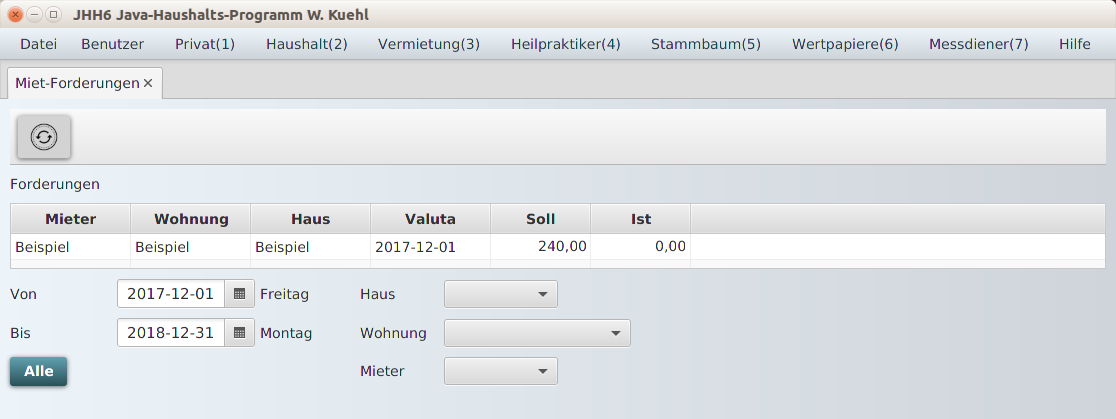 JHH6 Java-Haushalts-Programm W. Kuehl
Datei Benutzer Privat(1) Haushalt(2) Vermietung(3) Heilpraktiker(4) Stammbaum(5) Wertpapiere(6) Messdiener(7) Hilfe
Miet-Forderungen
Forderungen
Mieter Wohnung Haus Valuta Soll Ist
Beispiel Beispiel Beispiel 2017-12-01 240,00 0,00
Von 2017-12-01 Freitag Haus
Bis 2018-12-31 Montag Wohnung
Alle Mieter